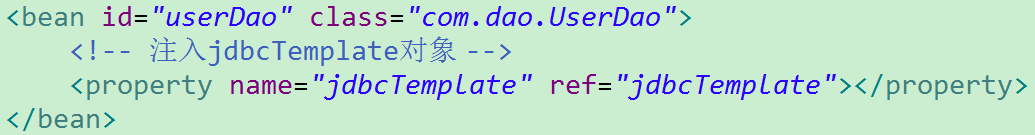 <bean id="userDao" class="com.dao.UserDao">
<!-- 注入jdbcTemplate对象 -->
<property name="jdbcTemplate" ref="jdbcTemplate"></property>
</bean>